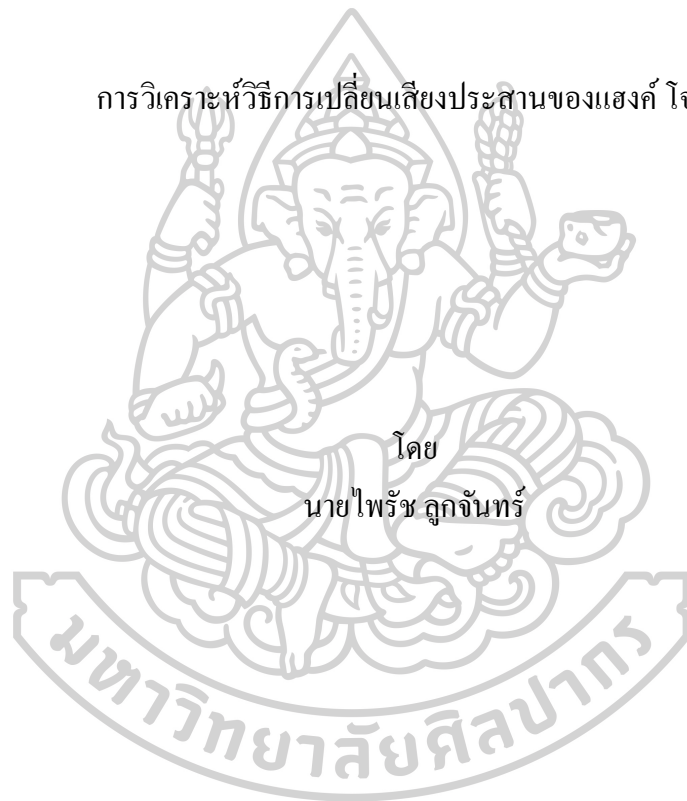 การวิเคราะห์วิธีการเปลี่ยนเสียงประสานของแฮงค์
โดย
นายไพรัช ลูกจันทร์
มหาวิทยาลัยศิลปากร